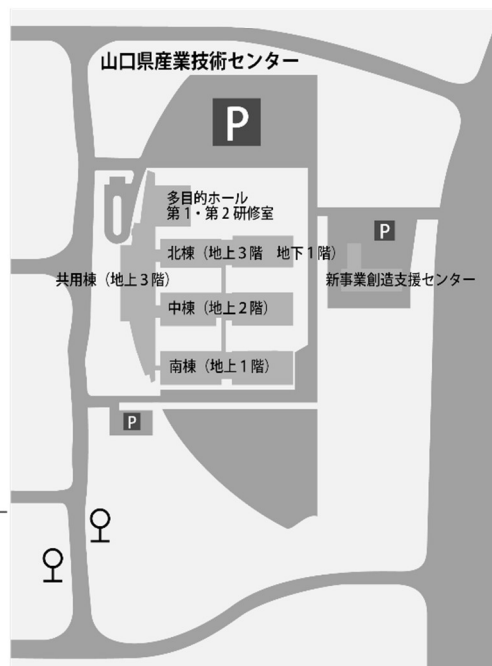 山口県産業技術センター
P
多目的ホール
第1・第2研修室
P
北棟（地上3階　地下1階）
共用棟（地上3階）
新事業創造支援センター
中棟（地上2階）
南棟（地上1階）
P